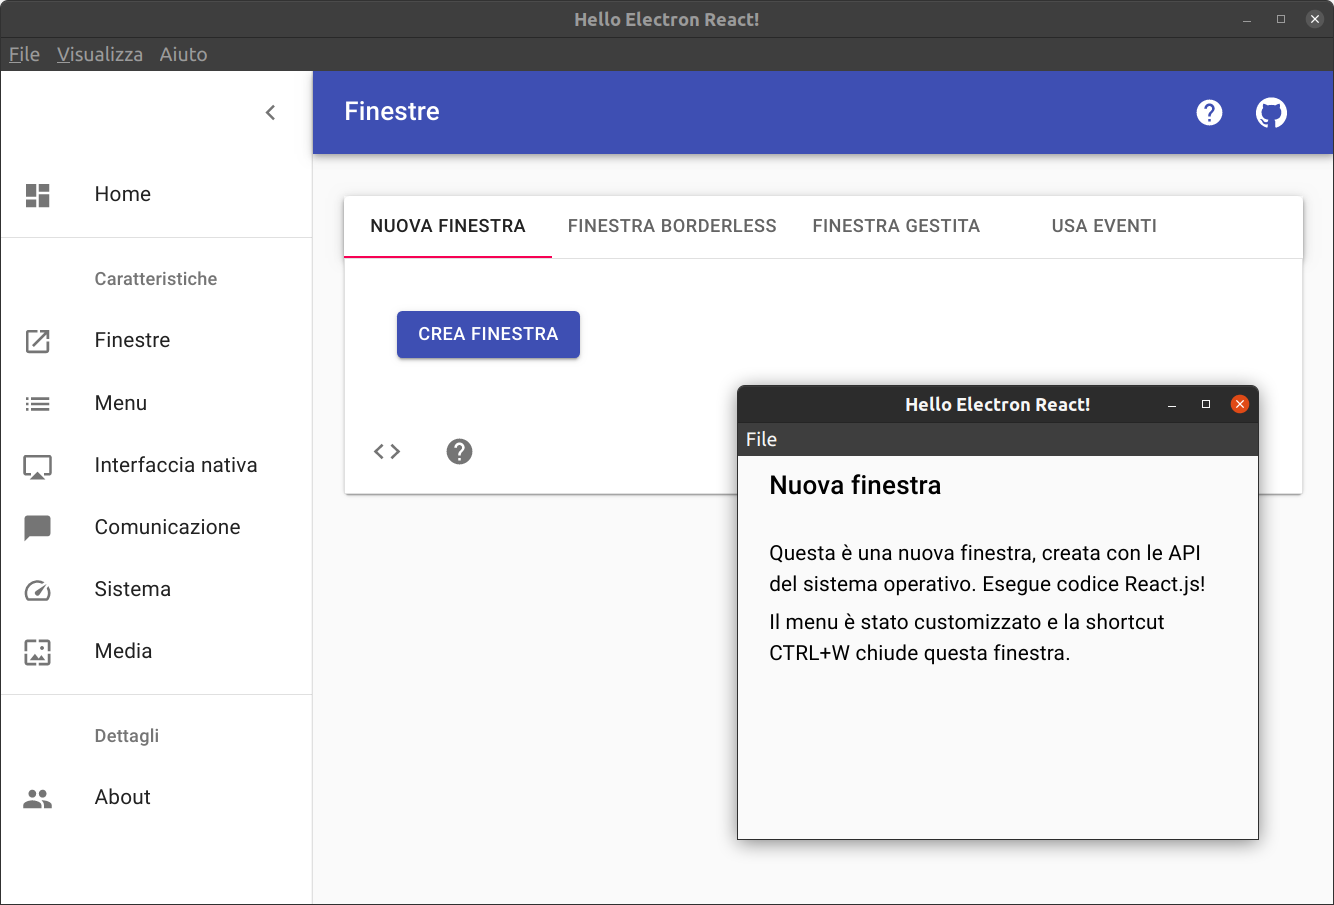 Hello Electron React!
File Visualizza Aiuto
Finestre
Home
Caratteristiche
Finestre
Menu
Interfaccia nativa
Comunicazione
Sistema
Media
Dettagli
About
NUOVA FINESTRA FINESTRA BORDERLESS FINESTRA GESTITA USA EVENTI
CREA FINESTRA
Hello Electron React!
File
Nuova finestra
Questa è una nuova finestra, creata con le API
del sistema operativo. Esegue codice React.js!
Il menu è stato customizzato e la shortcut
CTRL+W chiude questa finestra.